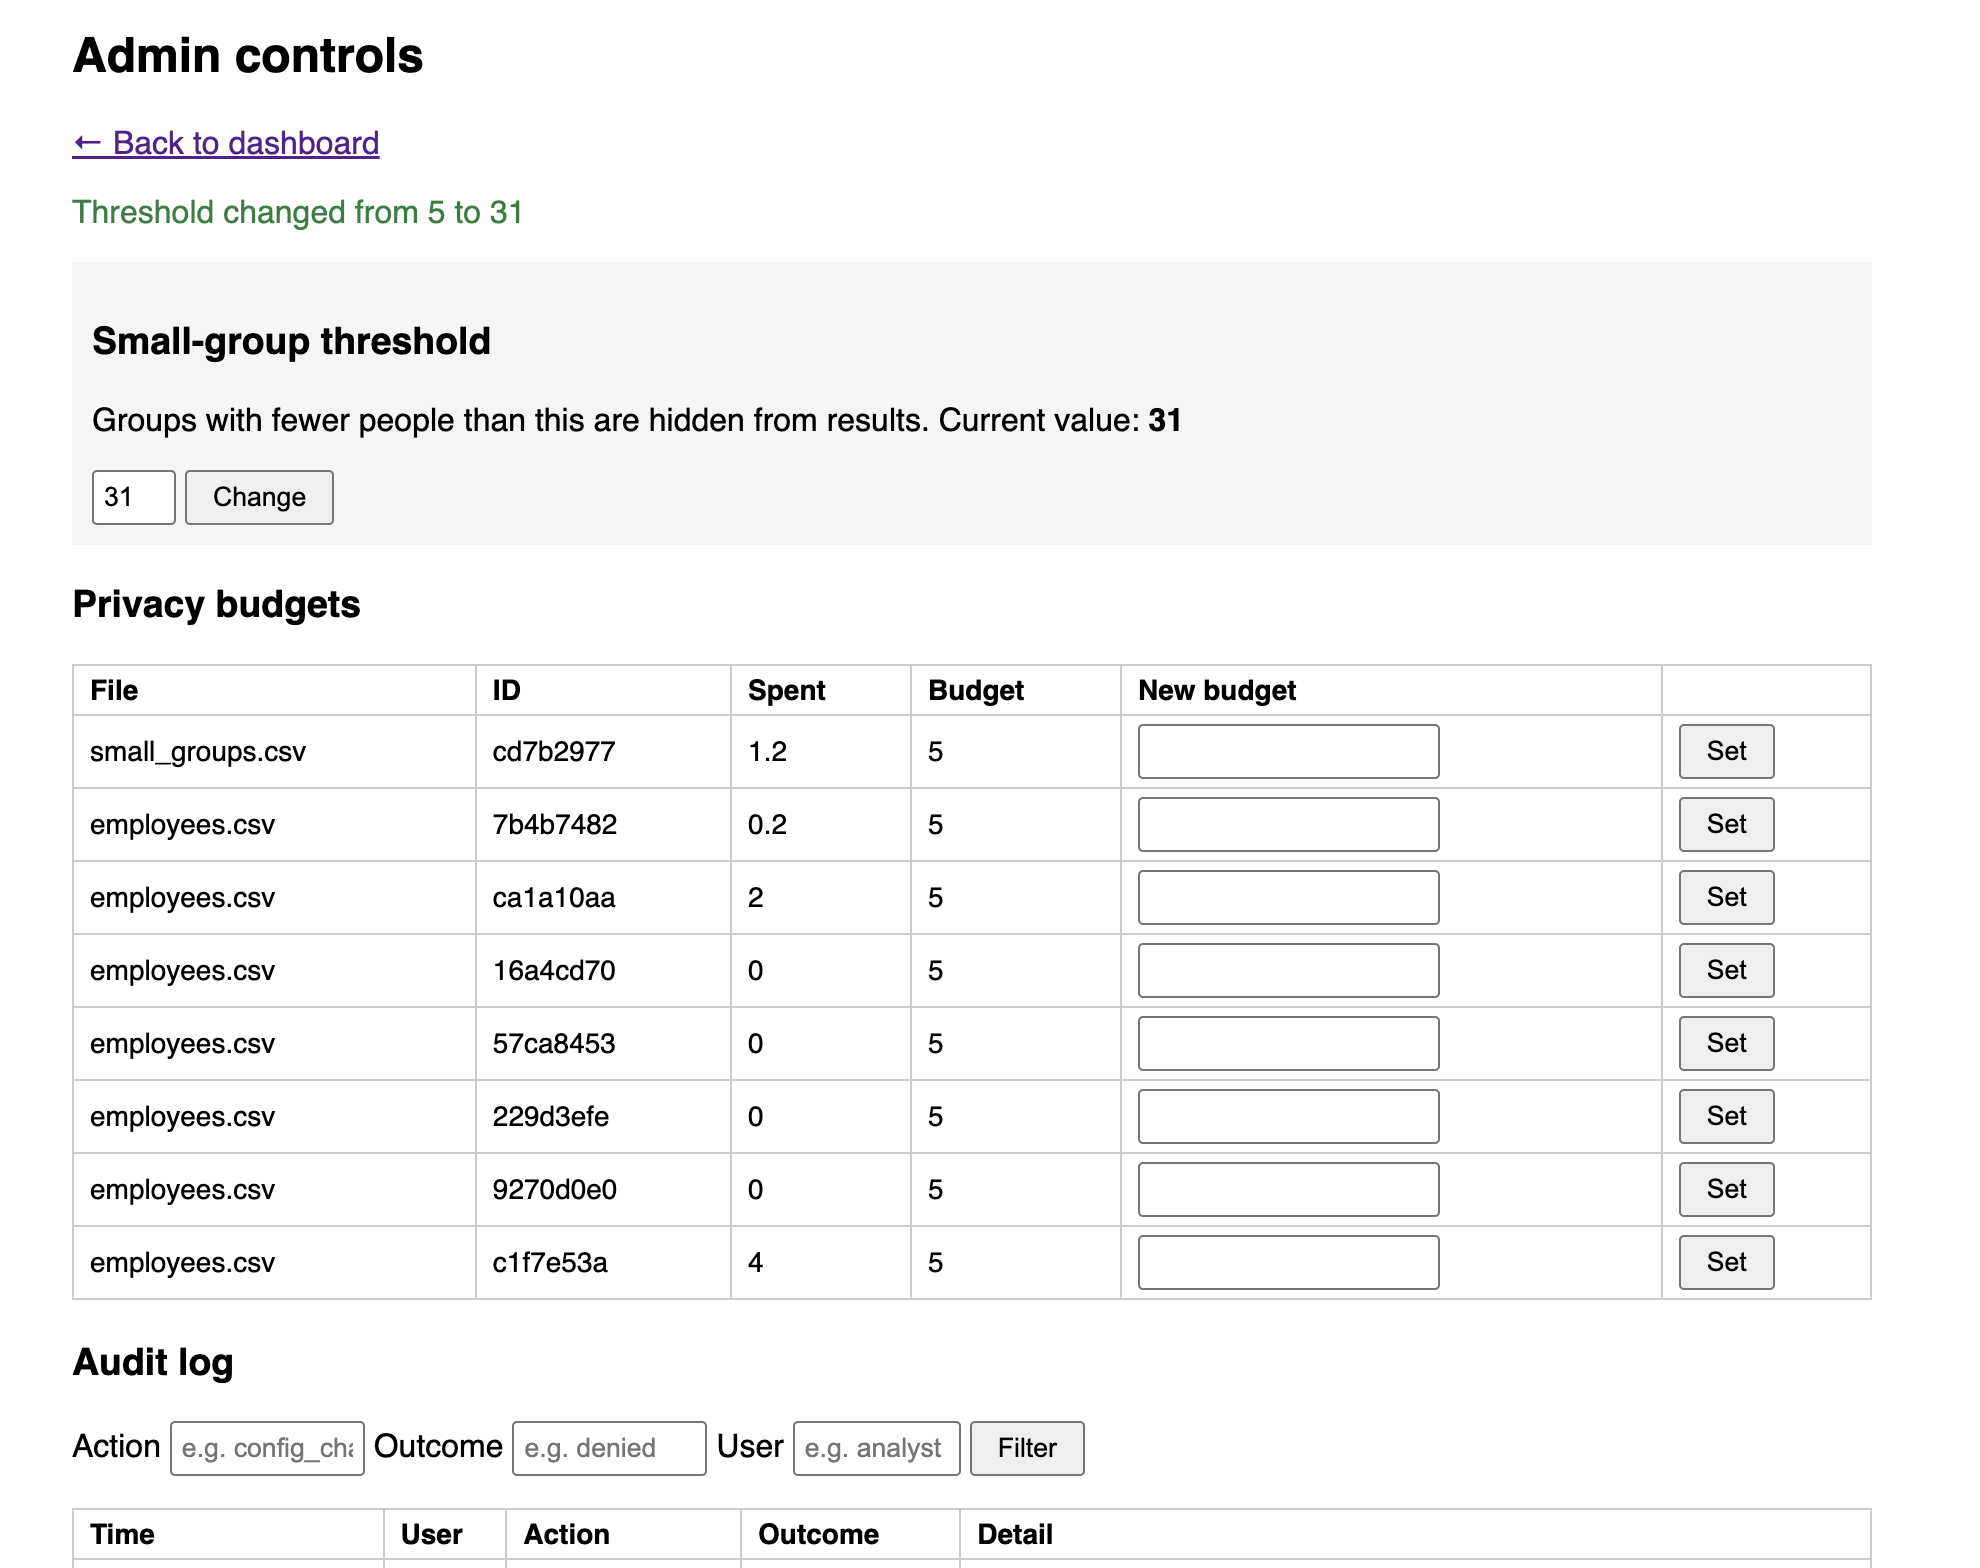 Admin controls
← Back to dashboard
Threshold changed from 5 to 31
Small-group threshold
Groups with fewer people than this are hidden from results. Current value: 31
31 Change
Privacy budgets
File ID Spent Budget New budget
small_groups.csv cd7b2977 1.2 5 Set
employees.csv 7b4b7482 0.2 5 Set
employees.csv ca1a10aa 2 5 Set
employees.csv 16a4cd70 0 5 Set
employees.csv 57ca8453 0 5 Set
employees.csv 229d3efe 0 5 Set
employees.csv 9270d0e0 0 5 Set
employees.csv c1f7e53a 4 5 Set
Audit log
Action e.g. config_cha Outcome e.g. denied User e.g. analyst Filter
Time User Action Outcome Detail